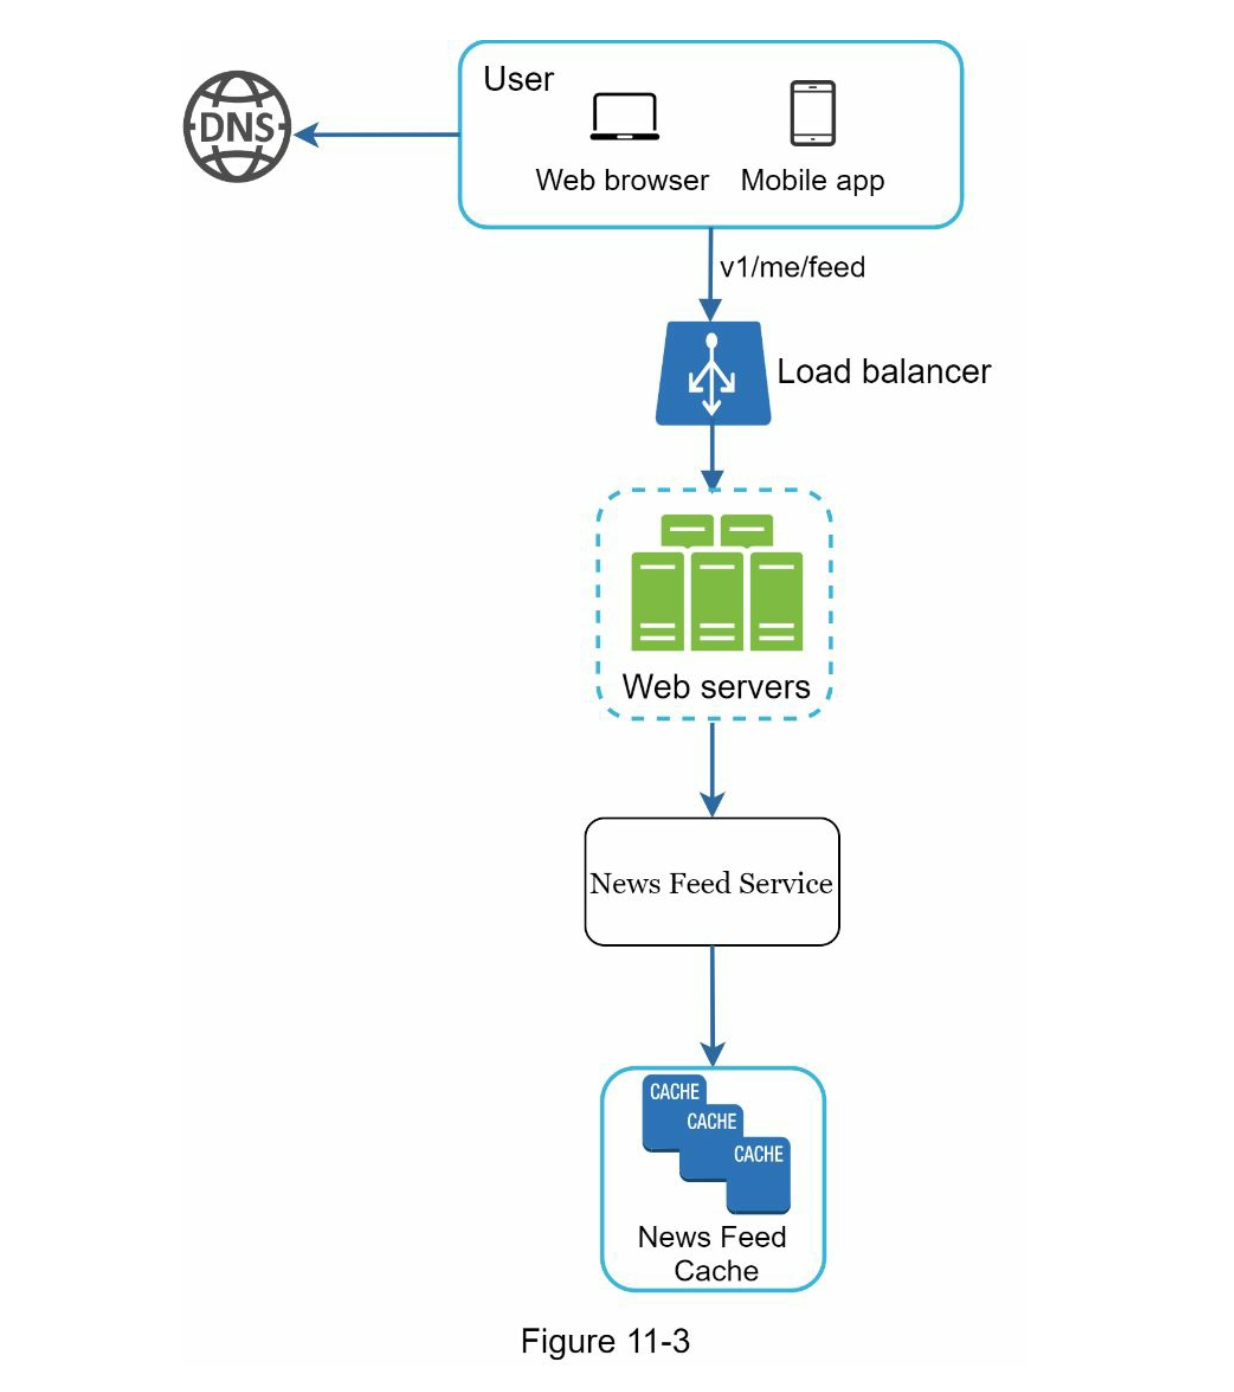 User
DNS
Web browser
Mobile app
v1/me/feed
Load balancer
Web servers
News Feed Service
CACHE
CACHE
CACHE
News Feed
Cache
Figure 11-3